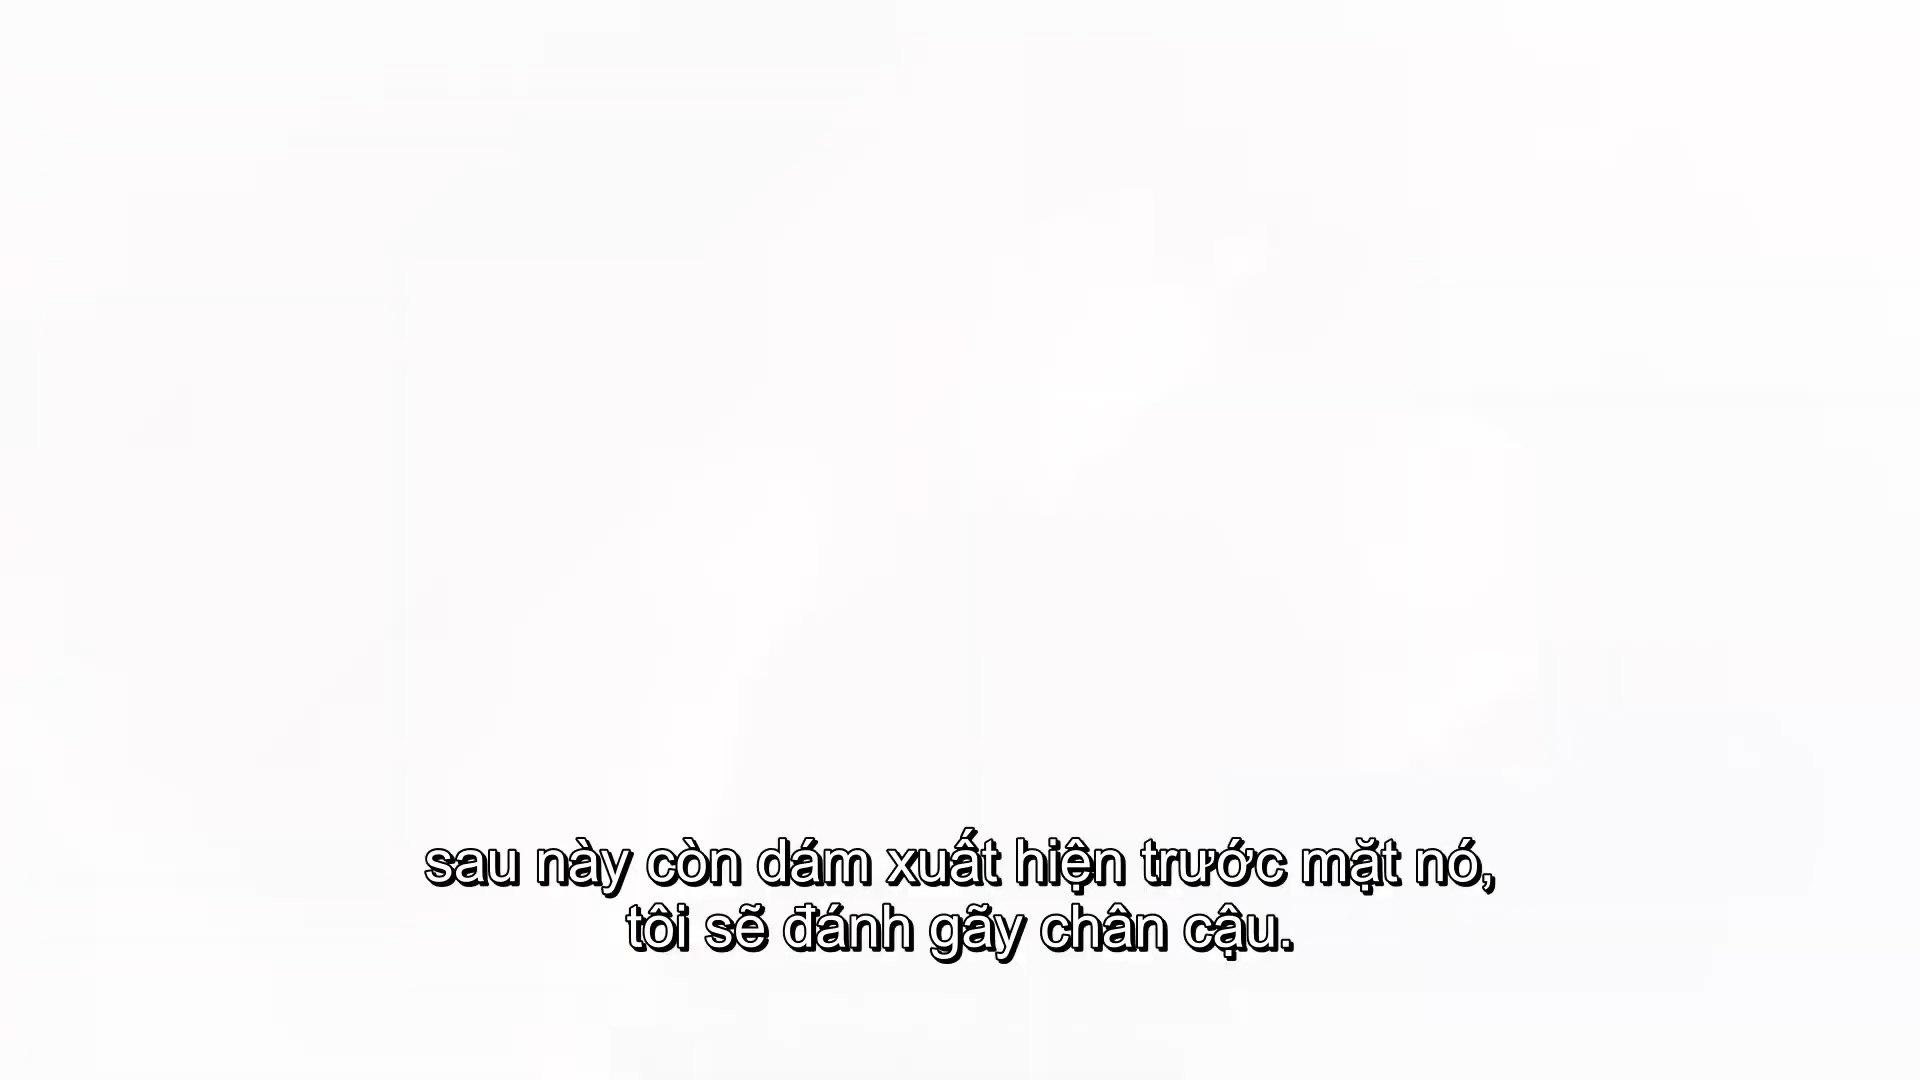 sau này còn dám xuất hiện trước mặt nó,
tôi sẽ đánh gãy chân cậu.